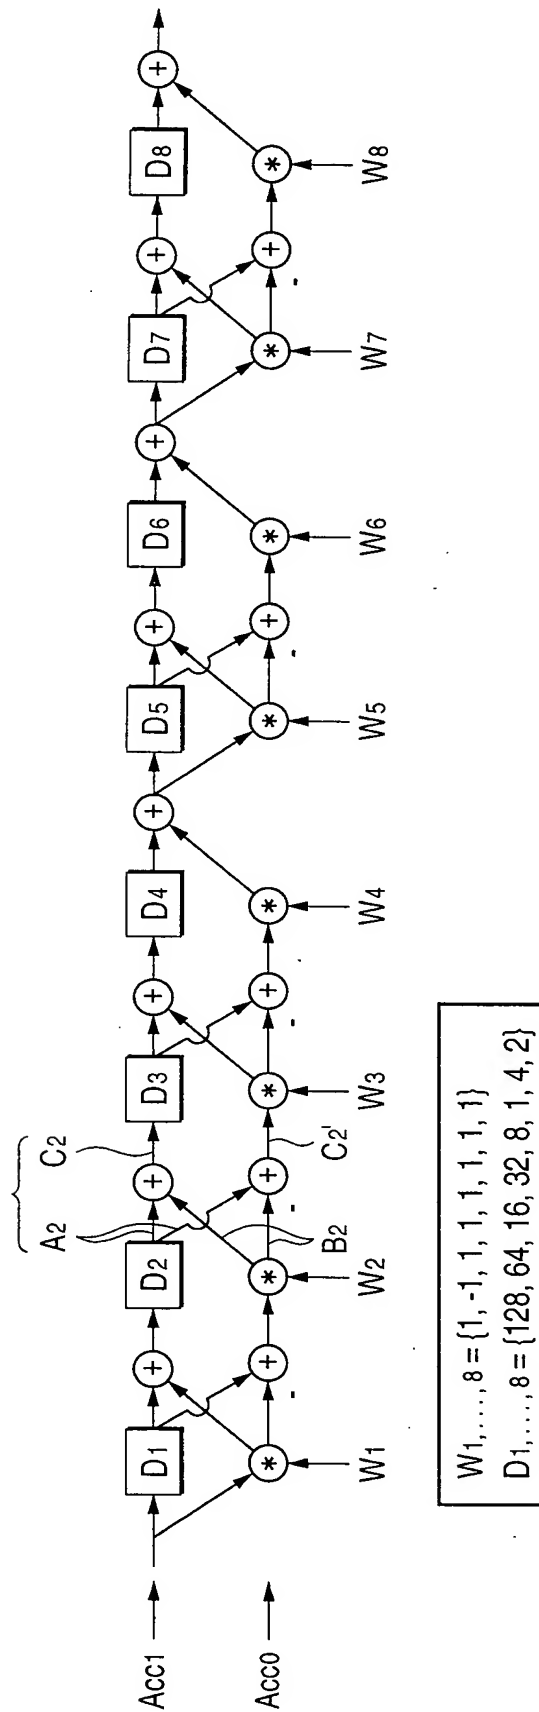 Acc1
Acc0
D1
D2
D3
D4
D5
D6
D7
D8
+
+
+
+
+
+
+
+
A2
C2
B2
C2'
*
+
*
+
*
+
*
*
+
*
*
+
*
W1
W2
W3
W4
W5
W6
W7
W8
W1,...,8 = {1, -1, 1, 1, 1, 1, 1, 1}
D1,...,8 = {128, 64, 16, 32, 8, 1, 4, 2}